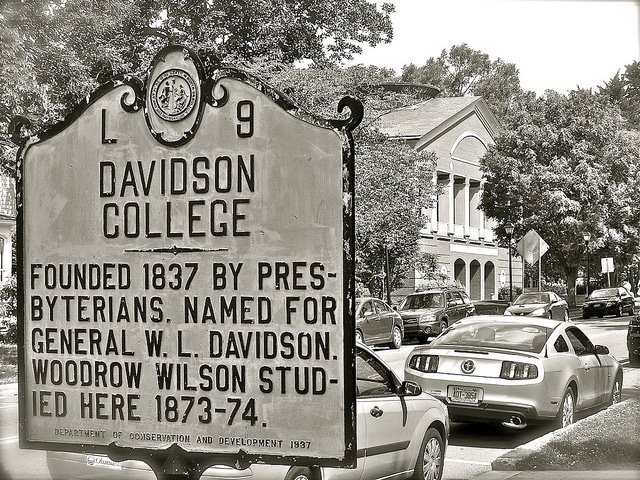 L 9
DAVIDSON
COLLEGE
FOUNDED 1837 BY PRES-
BYTERIANS. NAMED FOR
GENERAL W. L. DAVIDSON.
WOODROW WILSON STUD-
IED HERE 1873-74.
DEPARTMENT OF CONSERVATION AND DEVELOPMENT 1937